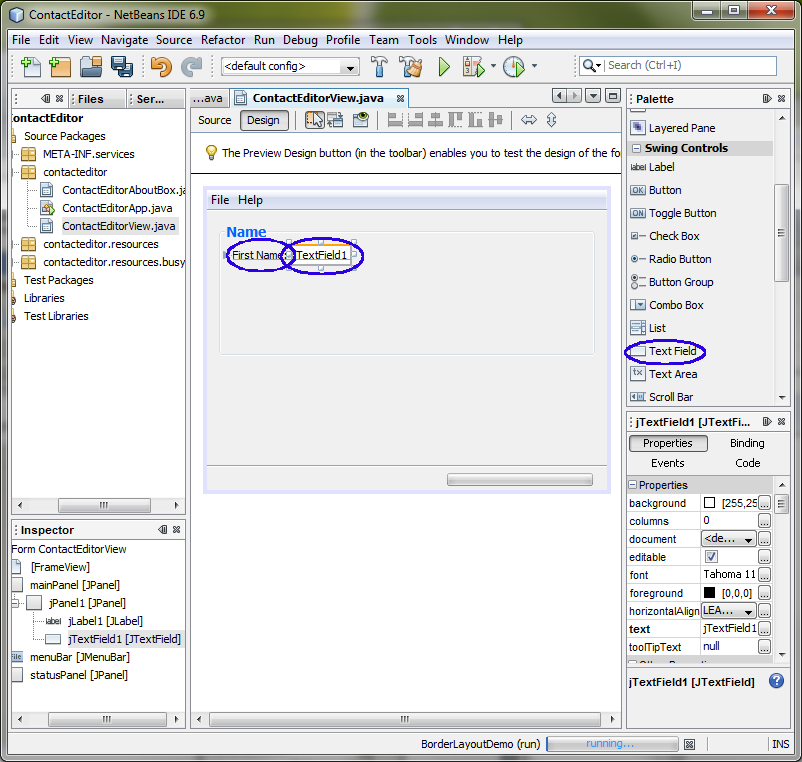 ContactEditor - NetBeans IDE 6.9
File Edit View Navigate Source Refactor Run Debug Profile Team Tools Window Help
<default config>
Search (Ctrl+I)
Files
Ser...
...ava
ContactEditorView.java
Source
Design
The Preview Design button (in the toolbar) enables you to test the design of the fo
ontactEditor
Source Packages
META-INF.services
contacteditor
ContactEditorAboutBox.ja
ContactEditorApp.java
ContactEditorView.java
contacteditor.resources
contacteditor.resources.busy
Test Packages
Libraries
Test Libraries
Inspector
Form ContactEditorView
[FrameView]
mainPanel [JPanel]
jPanel1 [JPanel]
label
jLabel1 [JLabel]
jTextField1 [JTextField]
File
menuBar [JMenuBar]
statusPanel [JPanel]
File Help
Name
First Name:
TextField1
Palette
Layered Pane
Swing Controls
label
Label
OK
Button
ON
Toggle Button
Check Box
Radio Button
Button Group
Combo Box
List
Text Field
tx
Text Area
Scroll Bar
jTextField1 [JTextFi...
Properties
Binding
Events
Code
Properties
background
[255,25
...
columns
0
...
document
<de...
...
editable
...
font
Tahoma 11
...
foreground
[0,0,0]
...
horizontalAlign
LEA...
...
text
jTextField1
...
toolTipText
null
...
jTextField1 [JTextField]
?
BorderLayoutDemo (run)
running...
INS